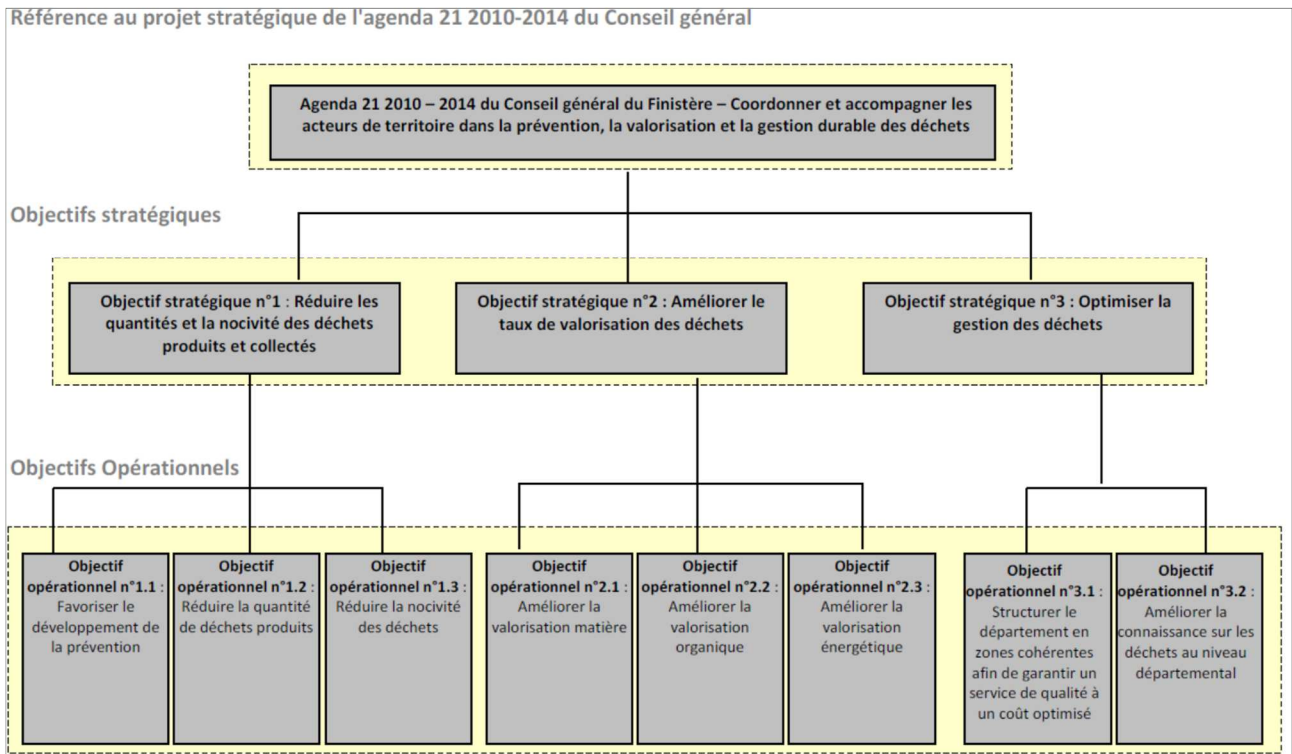 Référence au projet stratégique de l'agenda 21 2010-2014 du Conseil général
Agenda 21 2010 – 2014 du Conseil général du Finistère – Coordonner et accompagner les
acteurs de territoire dans la prévention, la valorisation et la gestion durable des déchets
Objectifs stratégiques
Objectif stratégique n°1 : Réduire les
quantités et la nocivité des déchets
produits et collectés
Objectif stratégique n°2 : Améliorer le
taux de valorisation des déchets
Objectif stratégique n°3 : Optimiser la
gestion des déchets
Objectifs Opérationnels
Objectif
opérationnel n°1.1 :
Favoriser le
développement de
la prévention
Objectif
opérationnel n°1.2 :
Réduire la quantité
de déchets produits
Objectif
opérationnel n°1.3 :
Réduire la nocivité
des déchets
Objectif
opérationnel n°2.1 :
Améliorer la
valorisation matière
Objectif
opérationnel n°2.2 :
Améliorer la
valorisation
organique
Objectif
opérationnel n°2.3 :
Améliorer la
valorisation
énergétique
Objectif
opérationnel n°3.1 :
Structurer le
département en
zones cohérentes
afin de garantir un
service de qualité à
un coût optimisé
Objectif
opérationnel n°3.2 :
Améliorer la
connaissance sur les
déchets au niveau
départemental